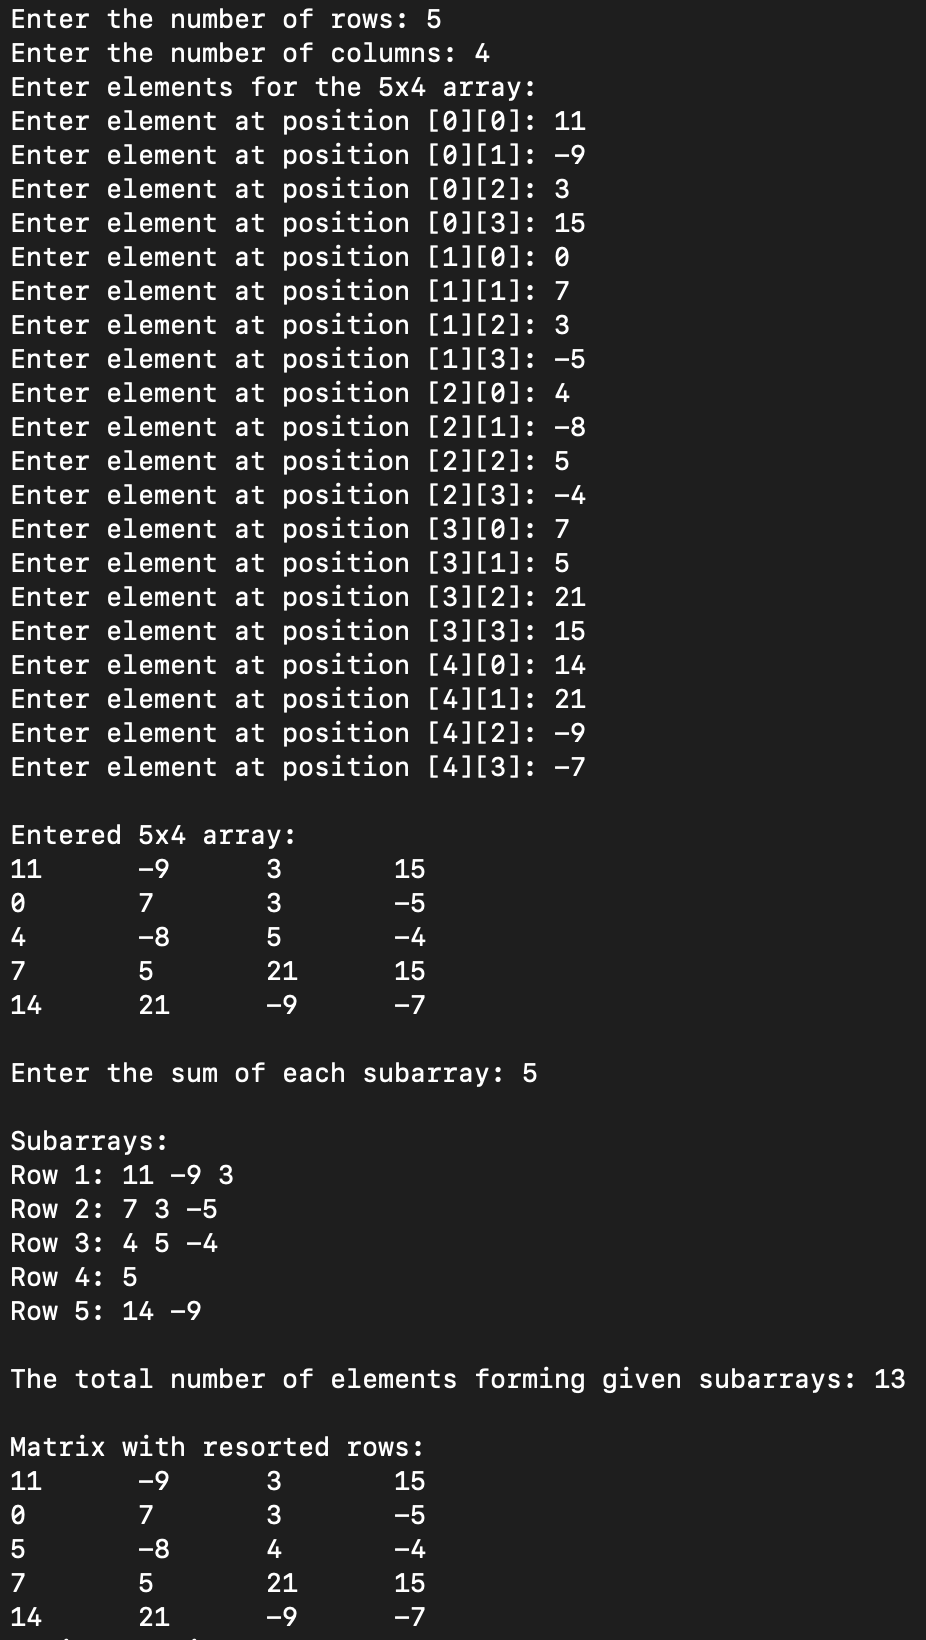 Enter the number of rows: 5
Enter the number of columns: 4
Enter elements for the 5x4 array:
Enter element at position [0][0]: 11
Enter element at position [0][1]: -9
Enter element at position [0][2]: 3
Enter element at position [0][3]: 15
Enter element at position [1][0]: 0
Enter element at position [1][1]: 7
Enter element at position [1][2]: 3
Enter element at position [1][3]: -5
Enter element at position [2][0]: 4
Enter element at position [2][1]: -8
Enter element at position [2][2]: 5
Enter element at position [2][3]: -4
Enter element at position [3][0]: 7
Enter element at position [3][1]: 5
Enter element at position [3][2]: 21
Enter element at position [3][3]: 15
Enter element at position [4][0]: 14
Enter element at position [4][1]: 21
Enter element at position [4][2]: -9
Enter element at position [4][3]: -7
Entered 5x4 array:
11 -9 3 15
0 7 3 -5
4 -8 5 -4
7 5 21 15
14 21 -9 -7
Enter the sum of each subarray: 5
Subarrays:
Row 1: 11 -9 3
Row 2: 7 3 -5
Row 3: 4 5 -4
Row 4: 5
Row 5: 14 -9
The total number of elements forming given subarrays: 13
Matrix with resorted rows:
11 -9 3 15
0 7 3 -5
5 -8 4 -4
7 5 21 15
14 21 -9 -7